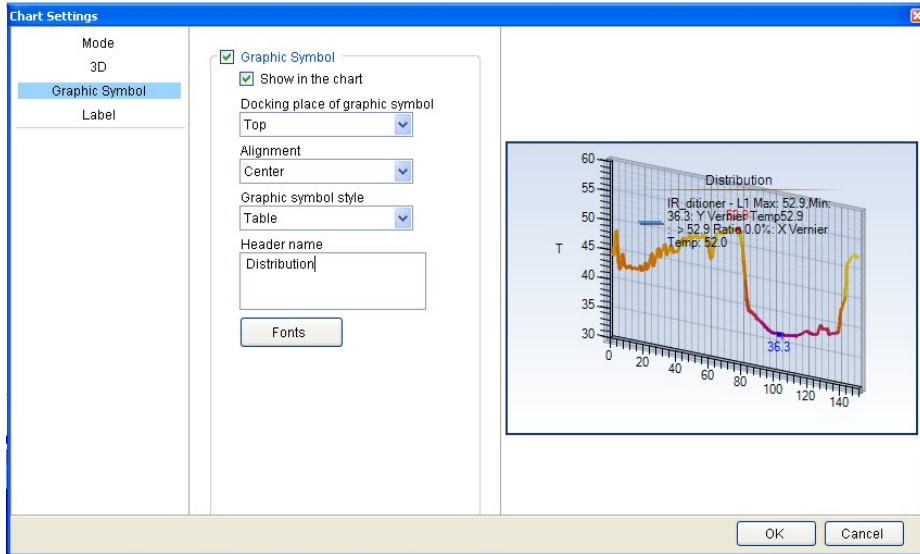 Chart Settings
Mode
3D
Graphic Symbol
Label
Graphic Symbol
Show in the chart
Docking place of graphic symbol
Top
Alignment
Center
Graphic symbol style
Table
Header name
Distribution
Fonts
Distribution
IR_ditioner - L1 Max: 52.9,Min:
36.3; Y Vernier Temp52.9
: > 52.9 Ratio 0.0%: X Vernier
Temp: 52.0
52.9
T
60
55
50
45
40
35
30
36.3
0
20
40
60
80
100
120
140
OK
Cancel